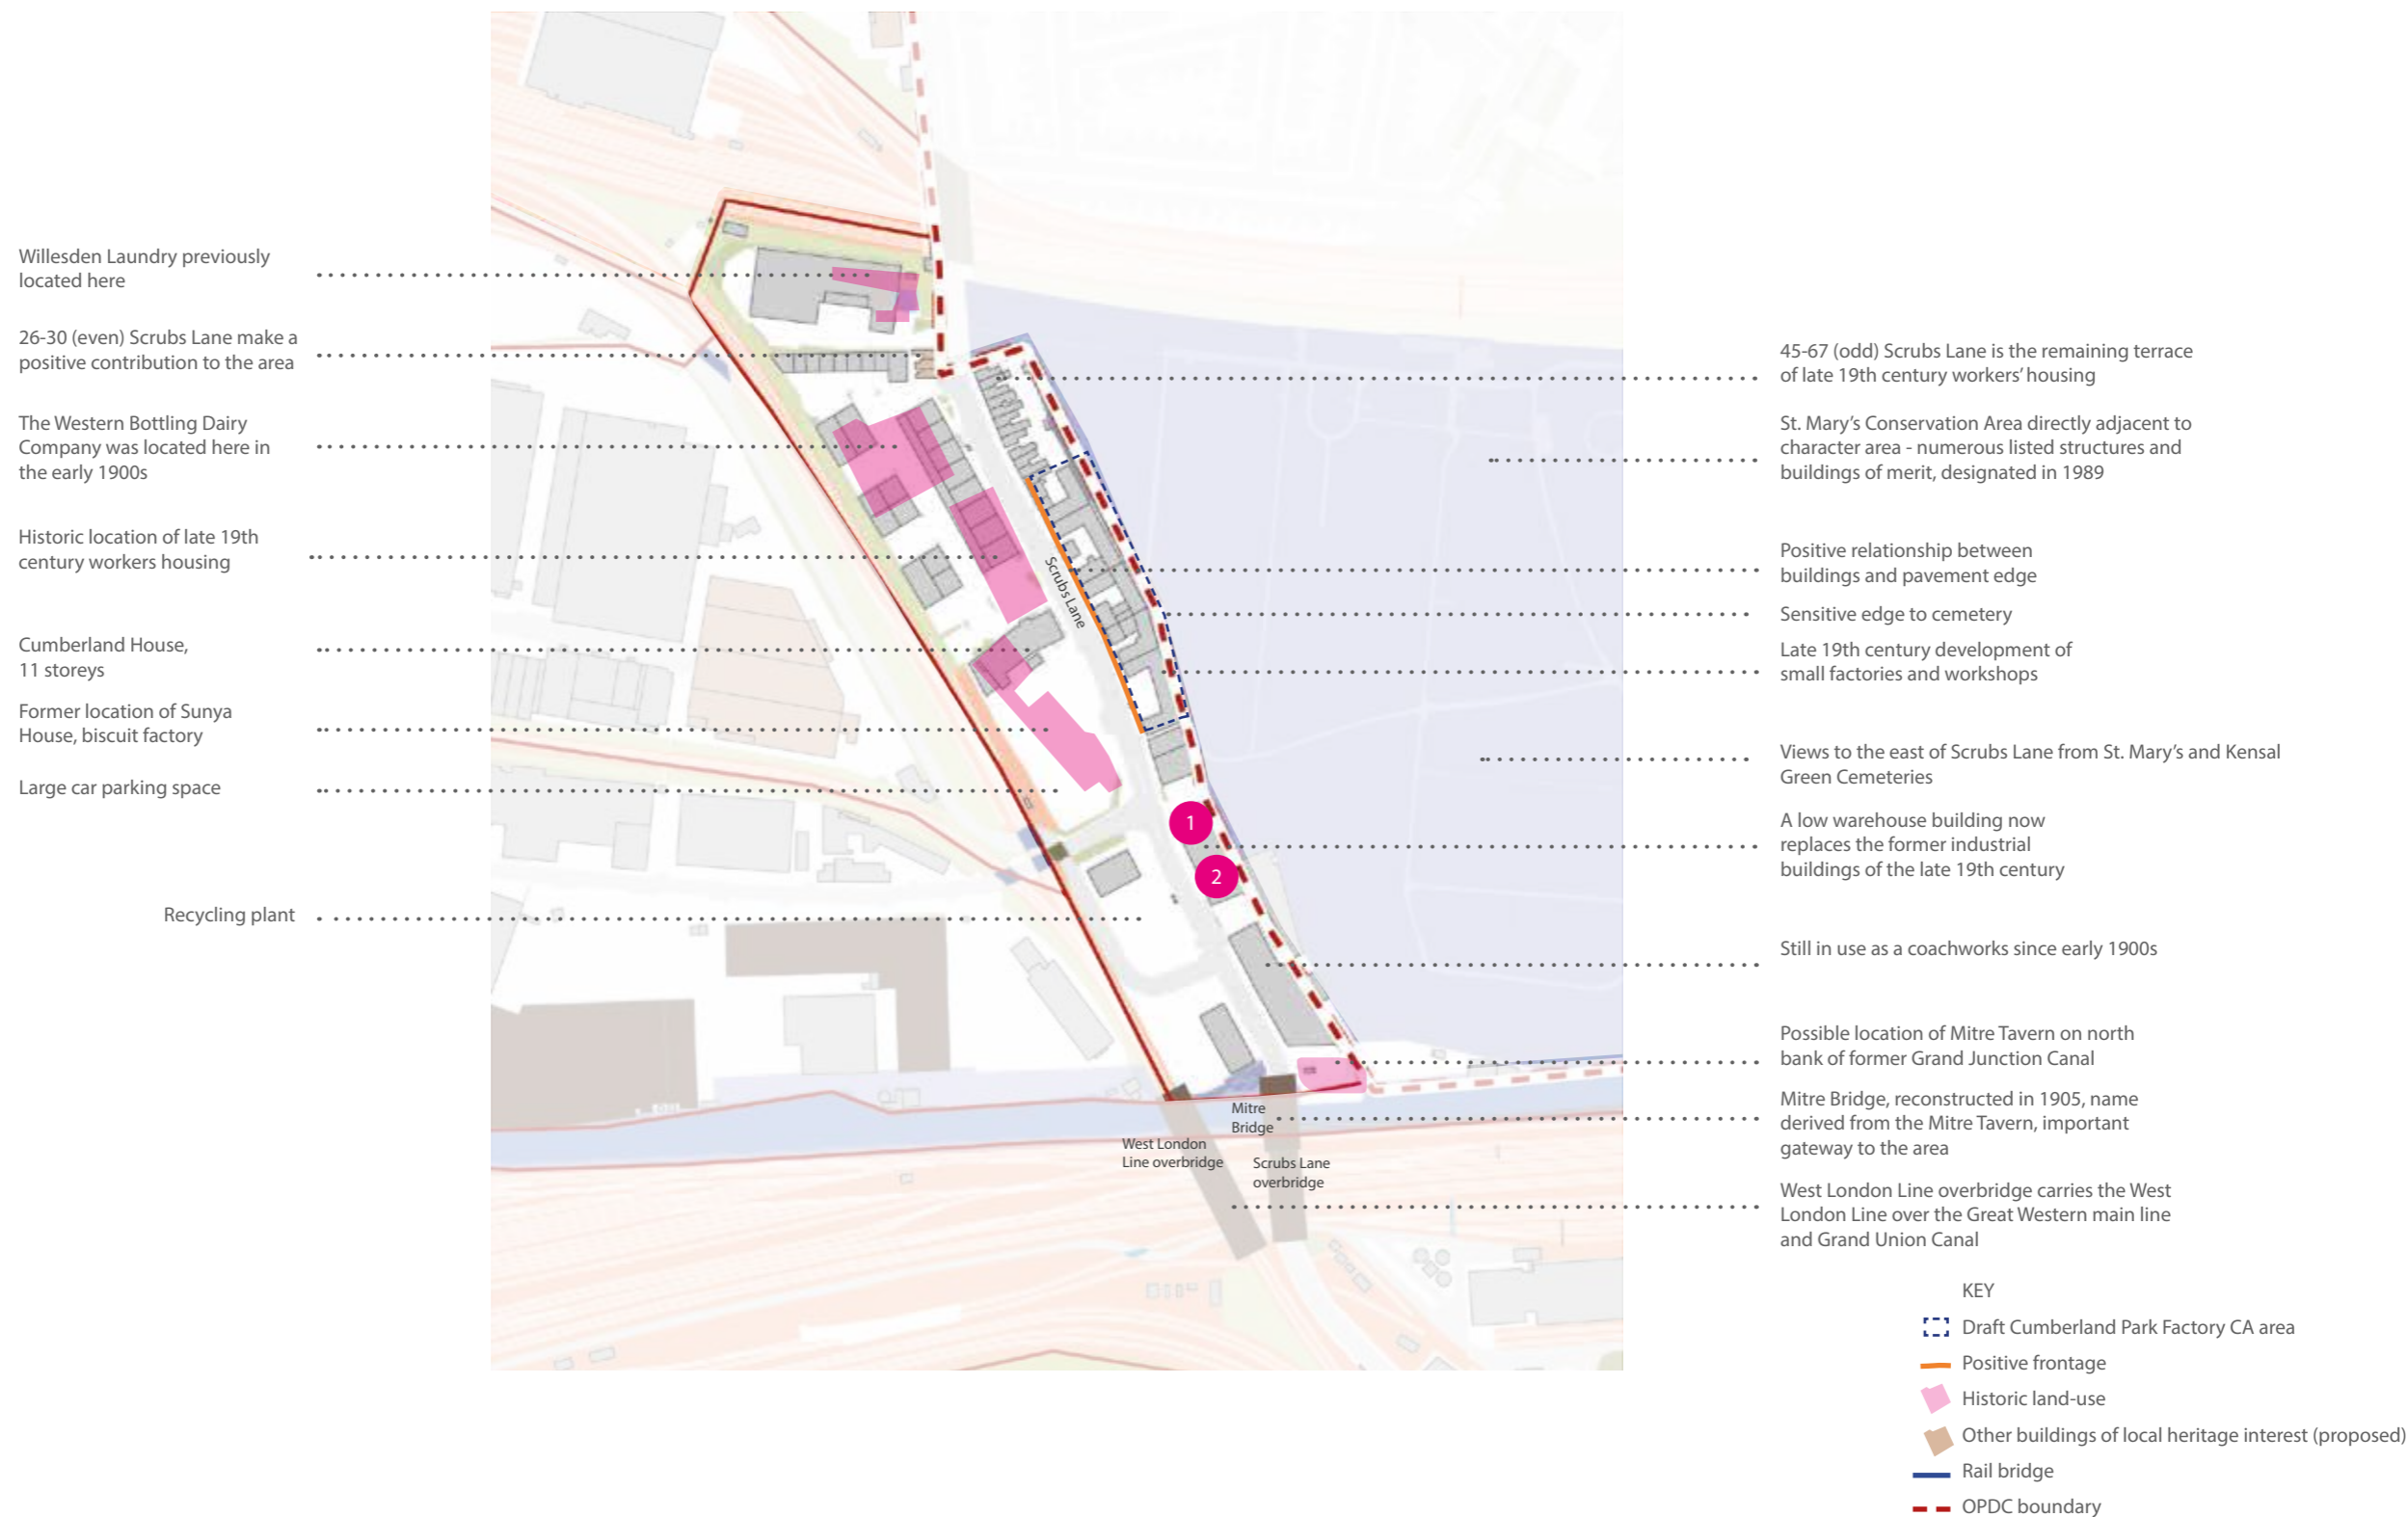 Willesden Laundry previously
located here
26-30 (even) Scrubs Lane make a
positive contribution to the area
The Western Bottling Dairy
Company was located here in
the early 1900s
Historic location of late 19th
century workers housing
Cumberland House,
11 storeys
Former location of Sunya
House, biscuit factory
Large car parking space
Recycling plant
Scrubs Lane
1
2
Mitre
Bridge
West London
Line overbridge
Scrubs Lane
overbridge
45-67 (odd) Scrubs Lane is the remaining terrace
of late 19th century workers' housing
St. Mary's Conservation Area directly adjacent to
character area - numerous listed structures and
buildings of merit, designated in 1989
Positive relationship between
buildings and pavement edge
Sensitive edge to cemetery
Late 19th century development of
small factories and workshops
Views to the east of Scrubs Lane from St. Mary's and Kensal
Green Cemeteries
A low warehouse building now
replaces the former industrial
buildings of the late 19th century
Still in use as a coachworks since early 1900s
Possible location of Mitre Tavern on north
bank of former Grand Junction Canal
Mitre Bridge, reconstructed in 1905, name
derived from the Mitre Tavern, important
gateway to the area
West London Line overbridge carries the West
London Line over the Great Western main line
and Grand Union Canal
KEY
Draft Cumberland Park Factory CA area
Positive frontage
Historic land-use
Other buildings of local heritage interest (proposed)
Rail bridge
OPDC boundary